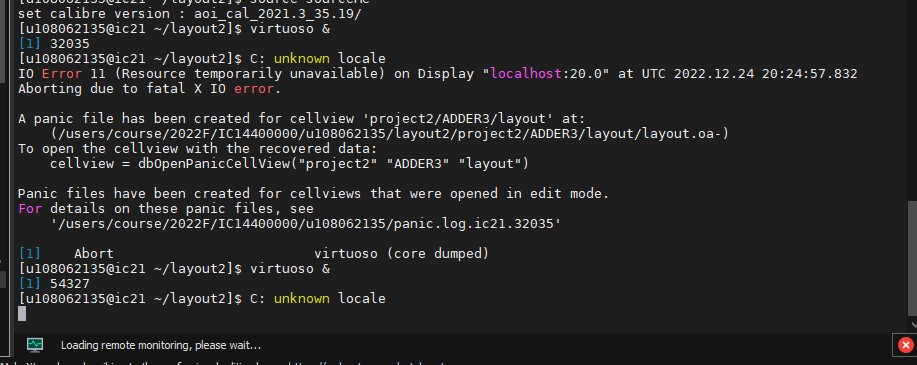 set calibre version : aoi_cal_2021.3_35.19/
[u108062135@ic21 ~/layout2]$ virtuoso &
[1] 32035
[u108062135@ic21 ~/layout2]$ C: unknown locale
IO Error 11 (Resource temporarily unavailable) on Display "localhost:20.0" at UTC 2022.12.24 20:24:57.832
Aborting due to fatal X IO error.
A panic file has been created for cellview 'project2/ADDER3/layout' at:
(/users/course/2022F/IC14400000/u108062135/layout2/project2/ADDER3/layout/layout.oa-)
To open the cellview with the recovered data:
cellview = dbOpenPanicCellView("project2" "ADDER3" "layout")
Panic files have been created for cellviews that were opened in edit mode.
For details on these panic files, see
'/users/course/2022F/IC14400000/u108062135/panic.log.ic21.32035'
[1] Abort virtuoso (core dumped)
[u108062135@ic21 ~/layout2]$ virtuoso &
[1] 54327
[u108062135@ic21 ~/layout2]$ C: unknown locale
Loading remote monitoring, please wait...